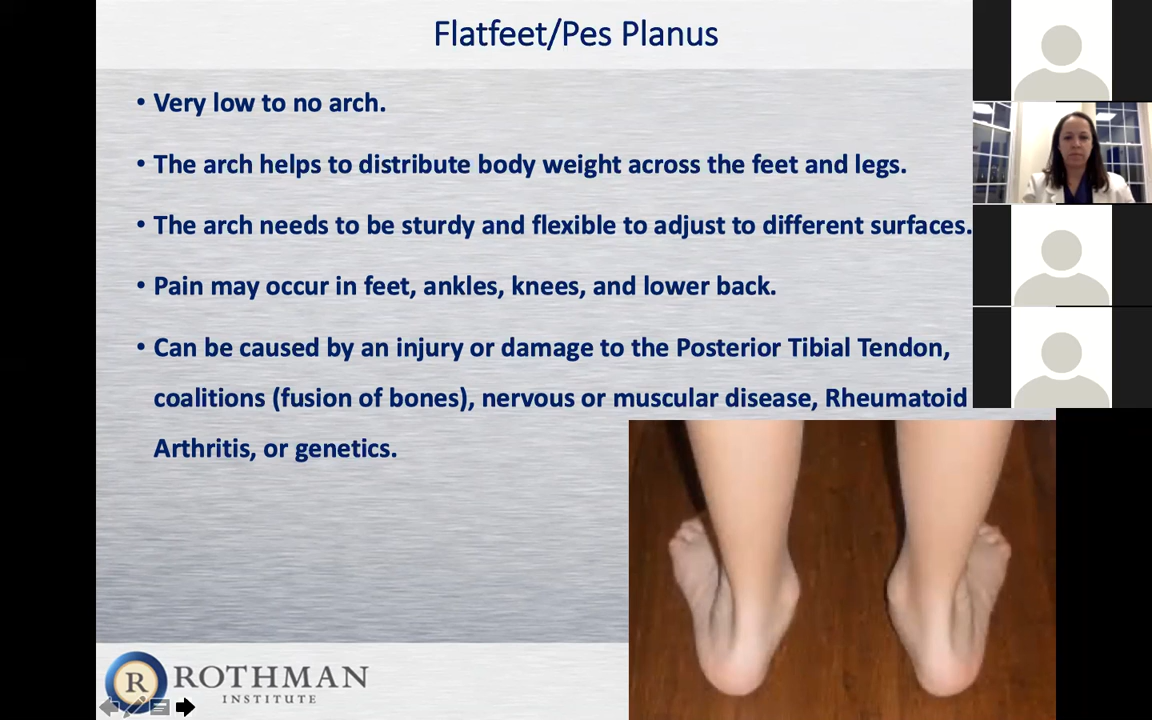 Flatfeet/Pes Planus
• Very low to no arch.
• The arch helps to distribute body weight across the feet and legs.
• The arch needs to be sturdy and flexible to adjust to different surfaces.
• Pain may occur in feet, ankles, knees, and lower back.
• Can be caused by an injury or damage to the Posterior Tibial Tendon,
coalitions (fusion of bones), nervous or muscular disease, Rheumatoid
Arthritis, or genetics.
R
ROTHMAN
INSTITUTE